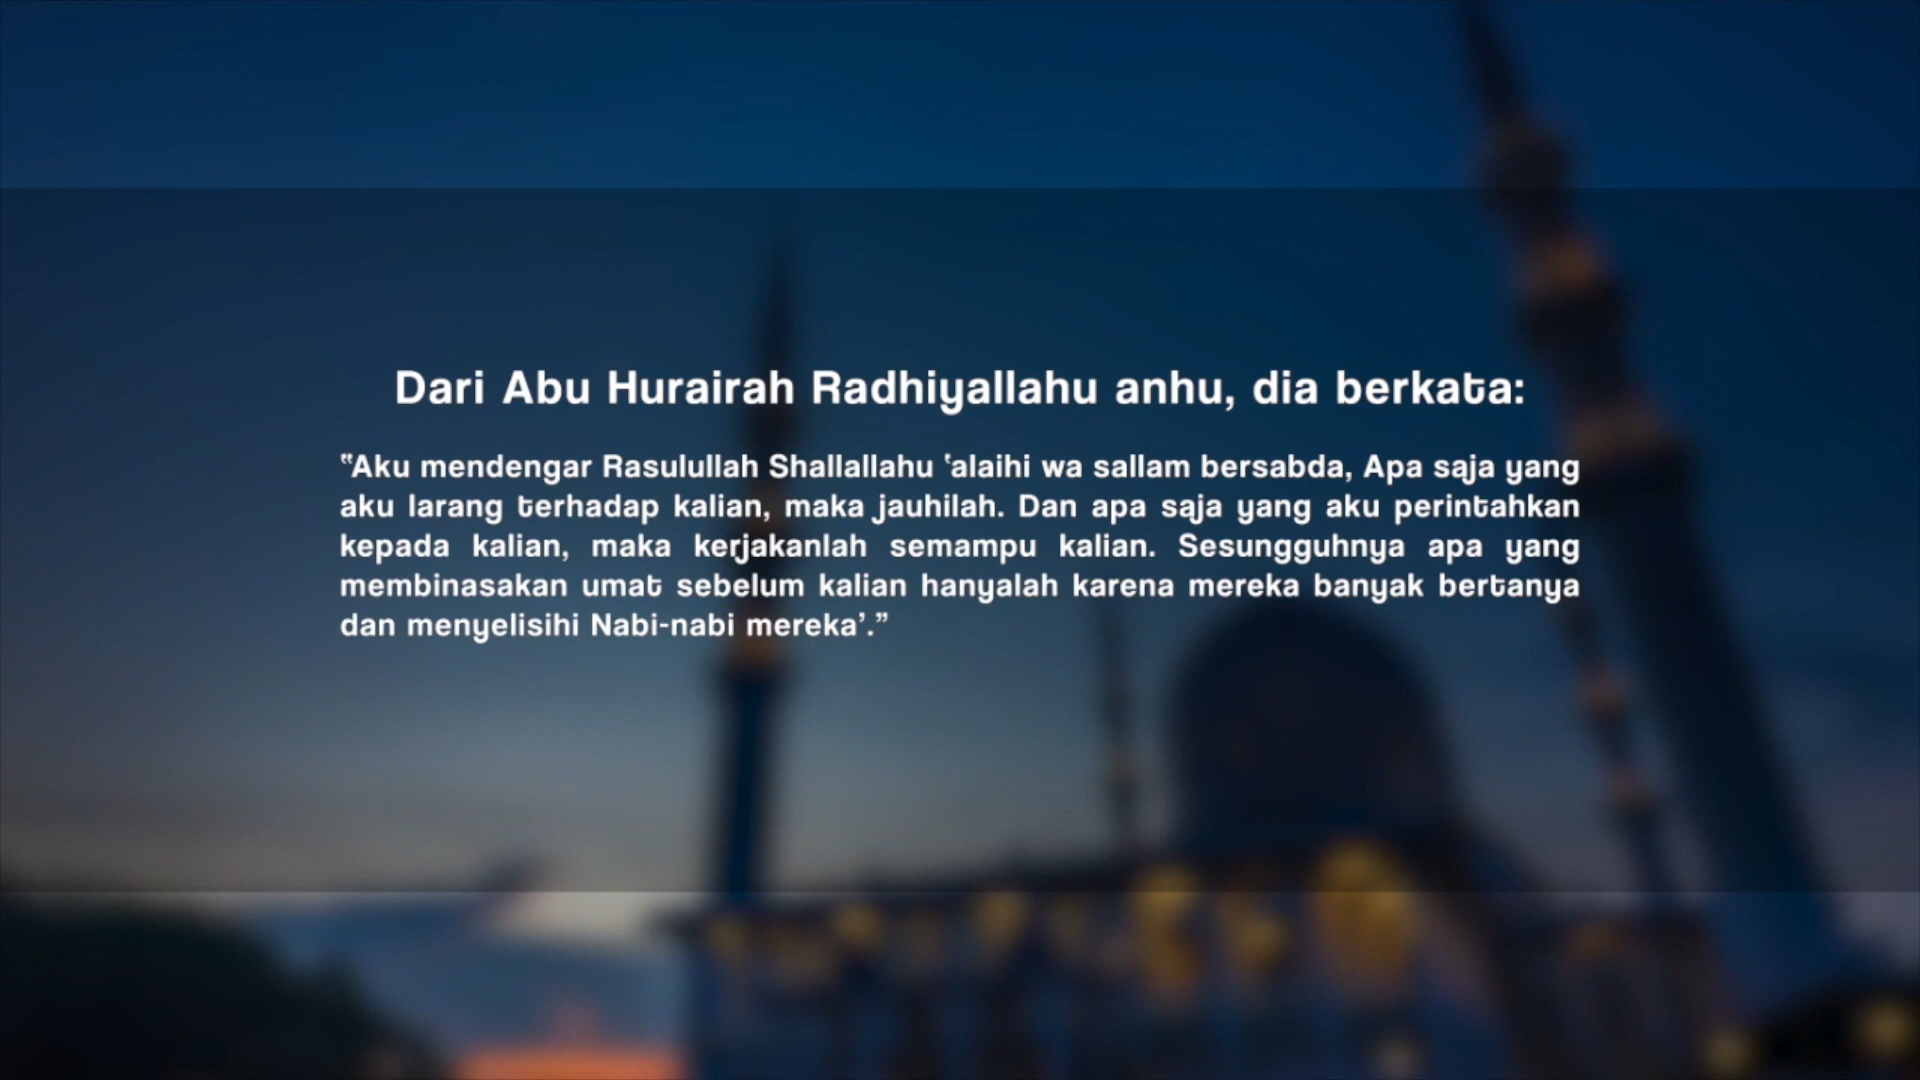 Dari Abu Hurairah Radhiyallahu anhu, dia berkata:
“Aku mendengar Rasulullah Shallallahu ‘alaihi wa sallam bersabda, Apa saja yang
aku larang terhadap kalian, maka jauhilah. Dan apa saja yang aku perintahkan
kepada kalian, maka kerjakanlah semampu kalian. Sesungguhnya apa yang
membinasakan umat sebelum kalian hanyalah karena mereka banyak bertanya
dan menyelisihi Nabi-nabi mereka’.”